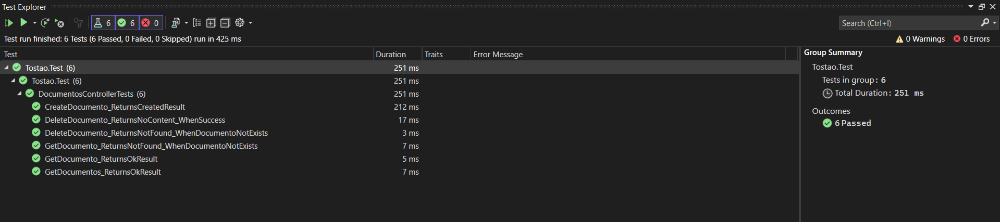 Test Explorer
6 6 0 Search (Ctrl+I)
Test run finished: 6 Tests (6 Passed, 0 Failed, 0 Skipped) run in 425 ms 0 Warnings 0 Errors
Test Duration Traits Error Message
Tostao.Test (6) 251 ms
Tostao.Test (6) 251 ms
DocumentosControllerTests (6) 251 ms
CreateDocumento_ReturnsCreatedResult 212 ms
DeleteDocumento_ReturnsNoContent_WhenSuccess 17 ms
DeleteDocumento_ReturnsNotFound_WhenDocumentoNotExists 3 ms
GetDocumento_ReturnsNotFound_WhenDocumentoNotExists 7 ms
GetDocumento_ReturnsOkResult 5 ms
GetDocumentos_ReturnsOkResult 7 ms
Group Summary
Tostao.Test
Tests in group: 6
Total Duration: 251 ms
Outcomes
6 Passed